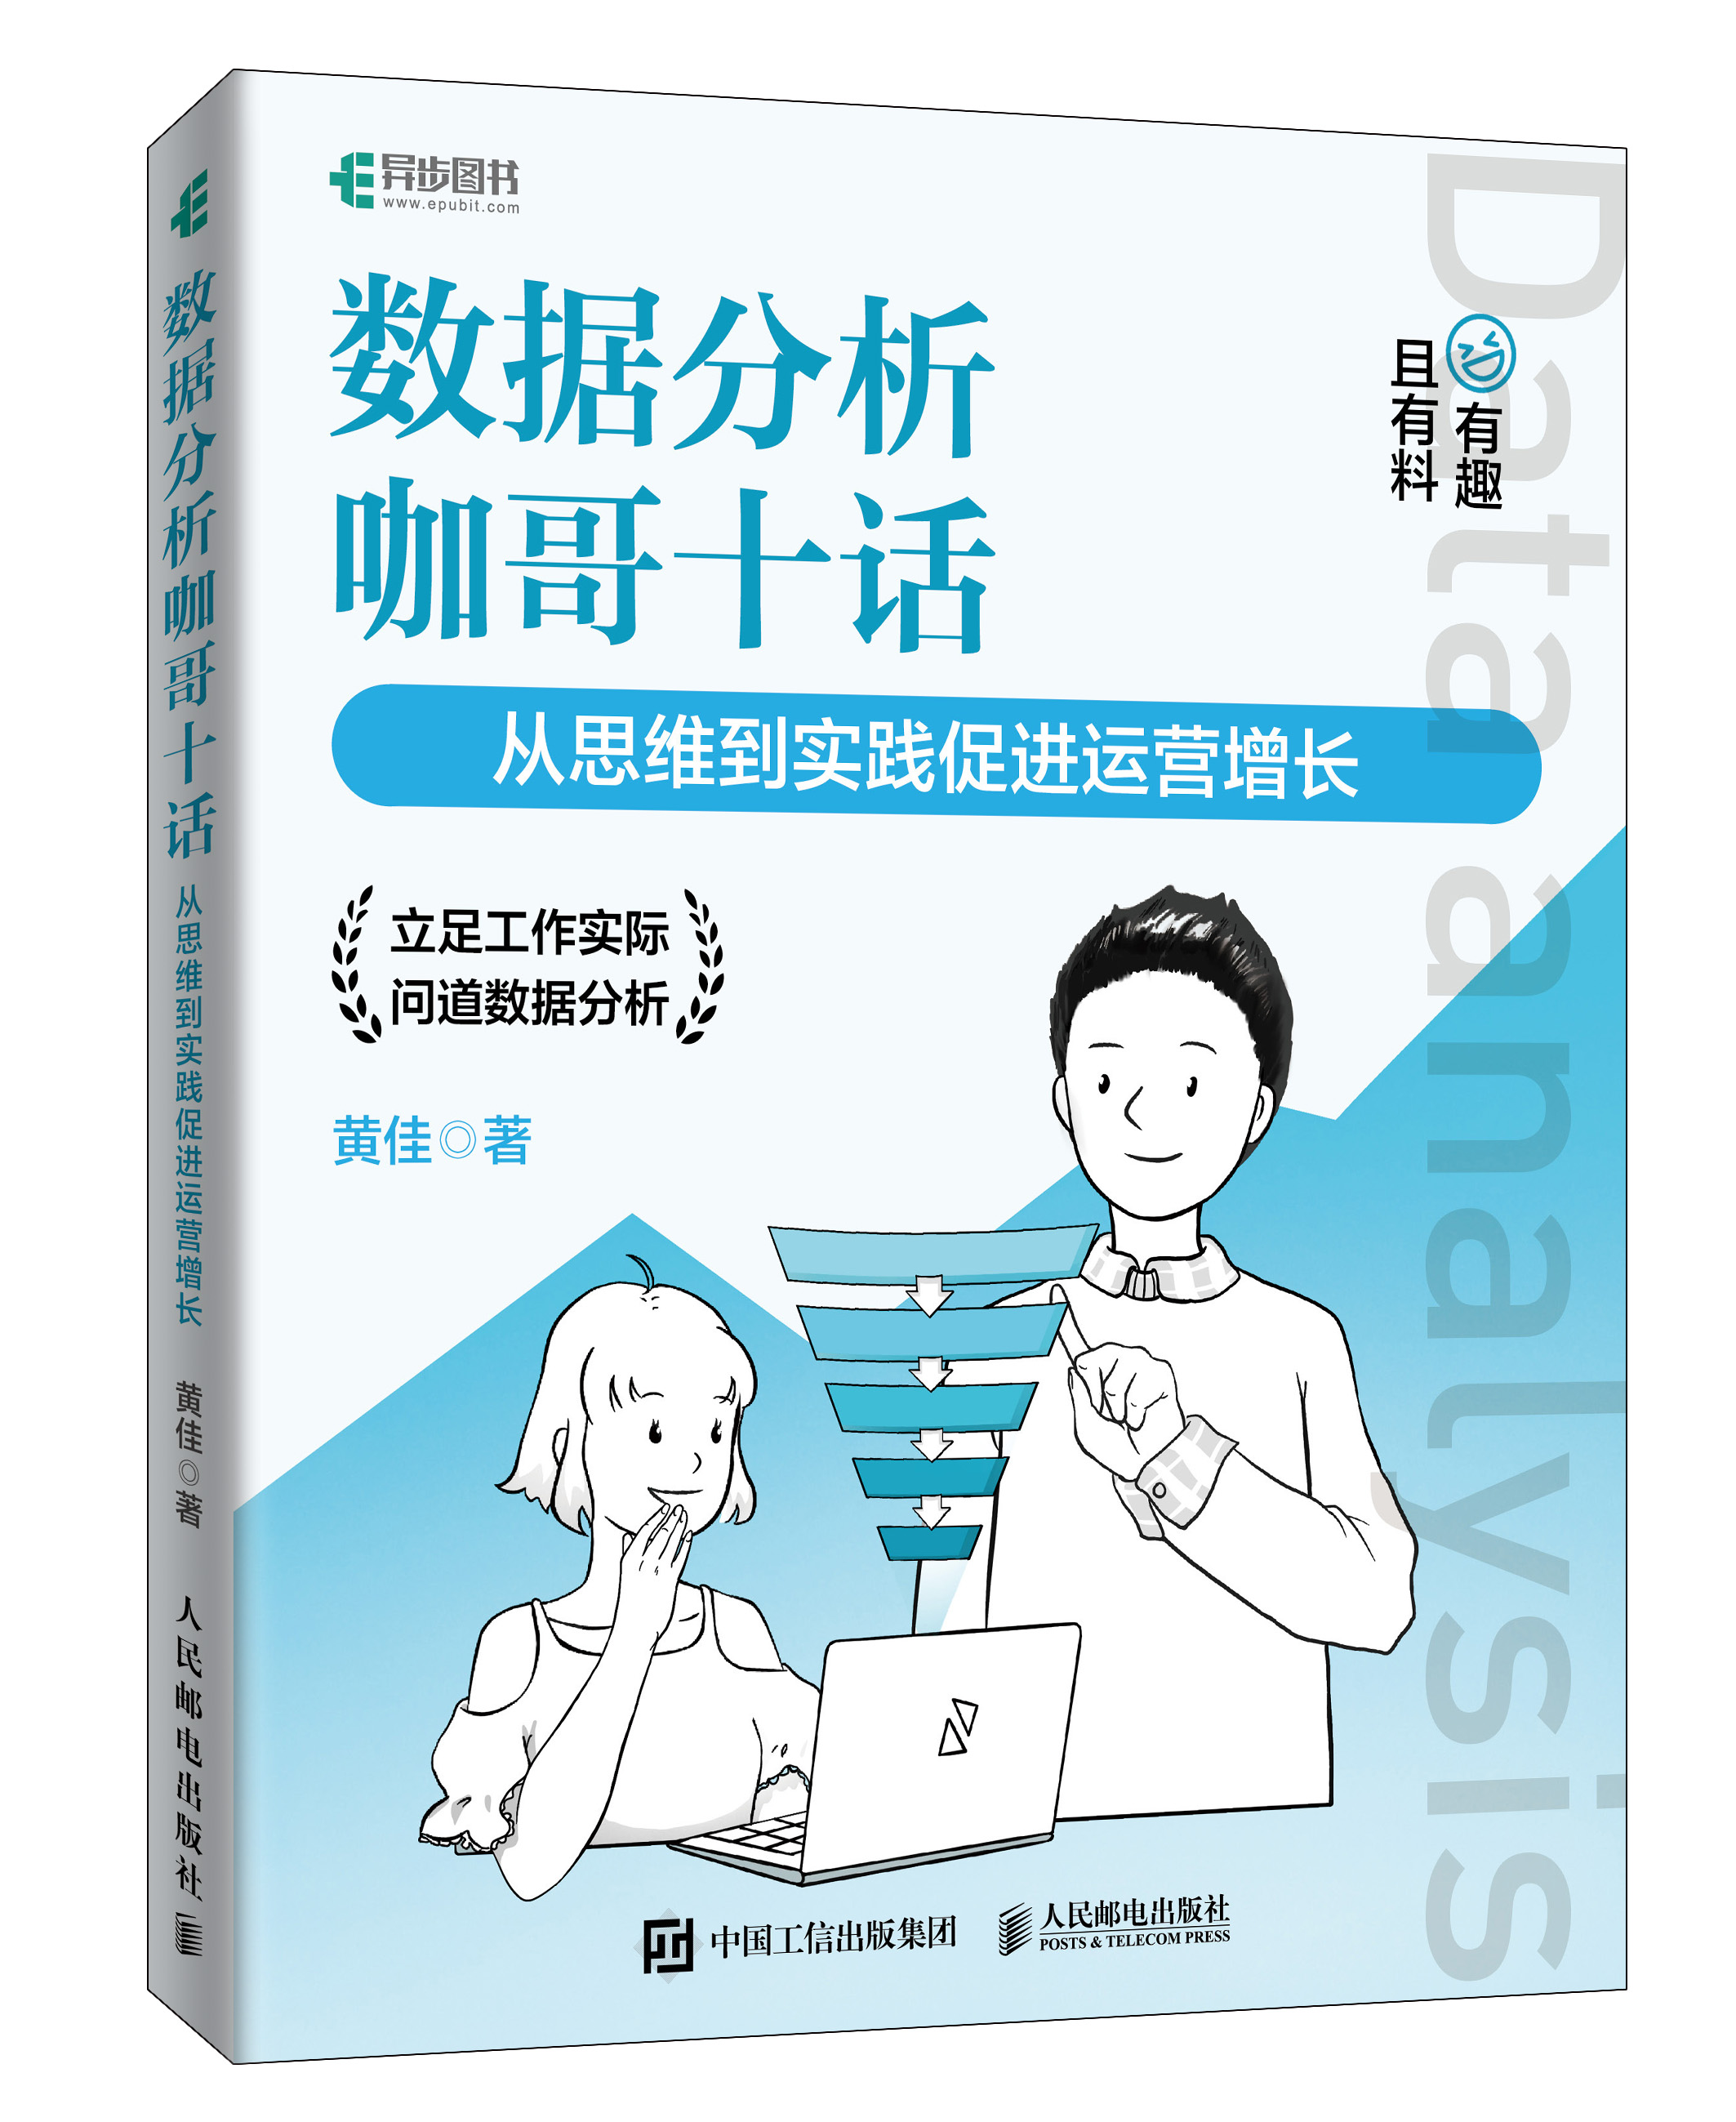 异步图书
www.epubit.com
数据分析
咖哥十话
有趣
且有料
从思维到实践促进运营增长
立足工作实际
问道数据分析
黄佳◎著
Data analysis
中国工信出版集团
人民邮电出版社
POSTS & TELECOM PRESS
数据分析咖哥十话
从思维到实践促进运营增长
黄佳◎著
人民邮电出版社